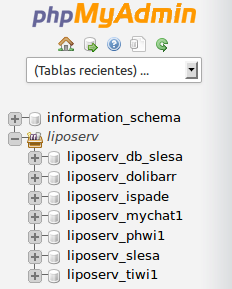 phpMyAdmin
(Tablas recientes) ...
information_schema
liposerv
liposerv_db_slesa
liposerv_dolibarr
liposerv_ispade
liposerv_mychat1
liposerv_phwi1
liposerv_slesa
liposerv_tiwi1